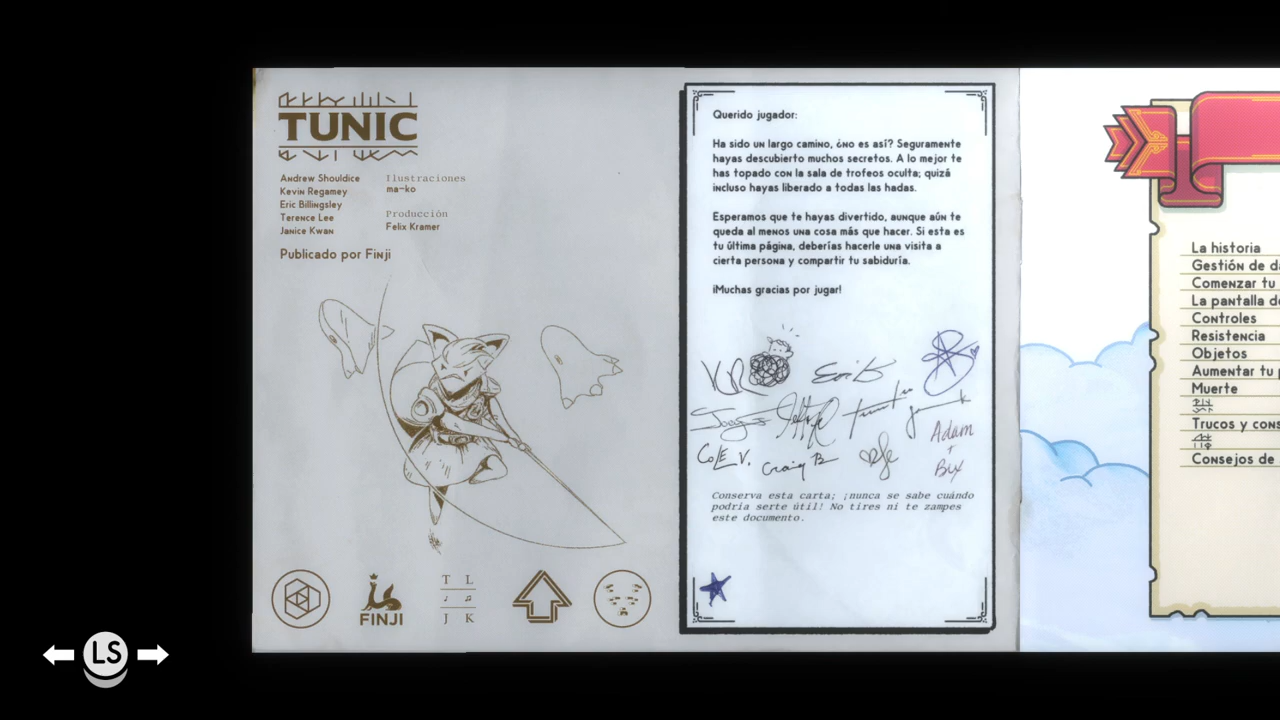 TUNIC
Andrew Shouldice
Kevin Regamey
Eric Billingsley
Terence Lee
Janice Kwan
Ilustraciones
ma-ko
Producción
Felix Kramer
Publicado por Finji
FINJI
T L
J K
Querido jugador:
Ha sido un largo camino, ¿no es así? Seguramente
hayas descubierto muchos secretos. A lo mejor te
has topado con la sala de trofeos oculta; quizá
incluso hayas liberado a todas las hadas.
Esperamos que te hayas divertido, aunque aún te
queda al menos una cosa más que hacer. Si esta es
tu última página, deberías hacerle una visita a
cierta persona y compartir tu sabiduría.
¡Muchas gracias por jugar!
Cole V.
Craig B
Adam
+
Bix
Conserva esta carta; ¡nunca se sabe cuándo
podría serte útil! No tires ni te zampes
este documento.
La historia
Gestión de d
Comenzar tu
La pantalla d
Controles
Resistencia
Objetos
Aumentar tu
Muerte
Trucos y cons
Consejos de
LS